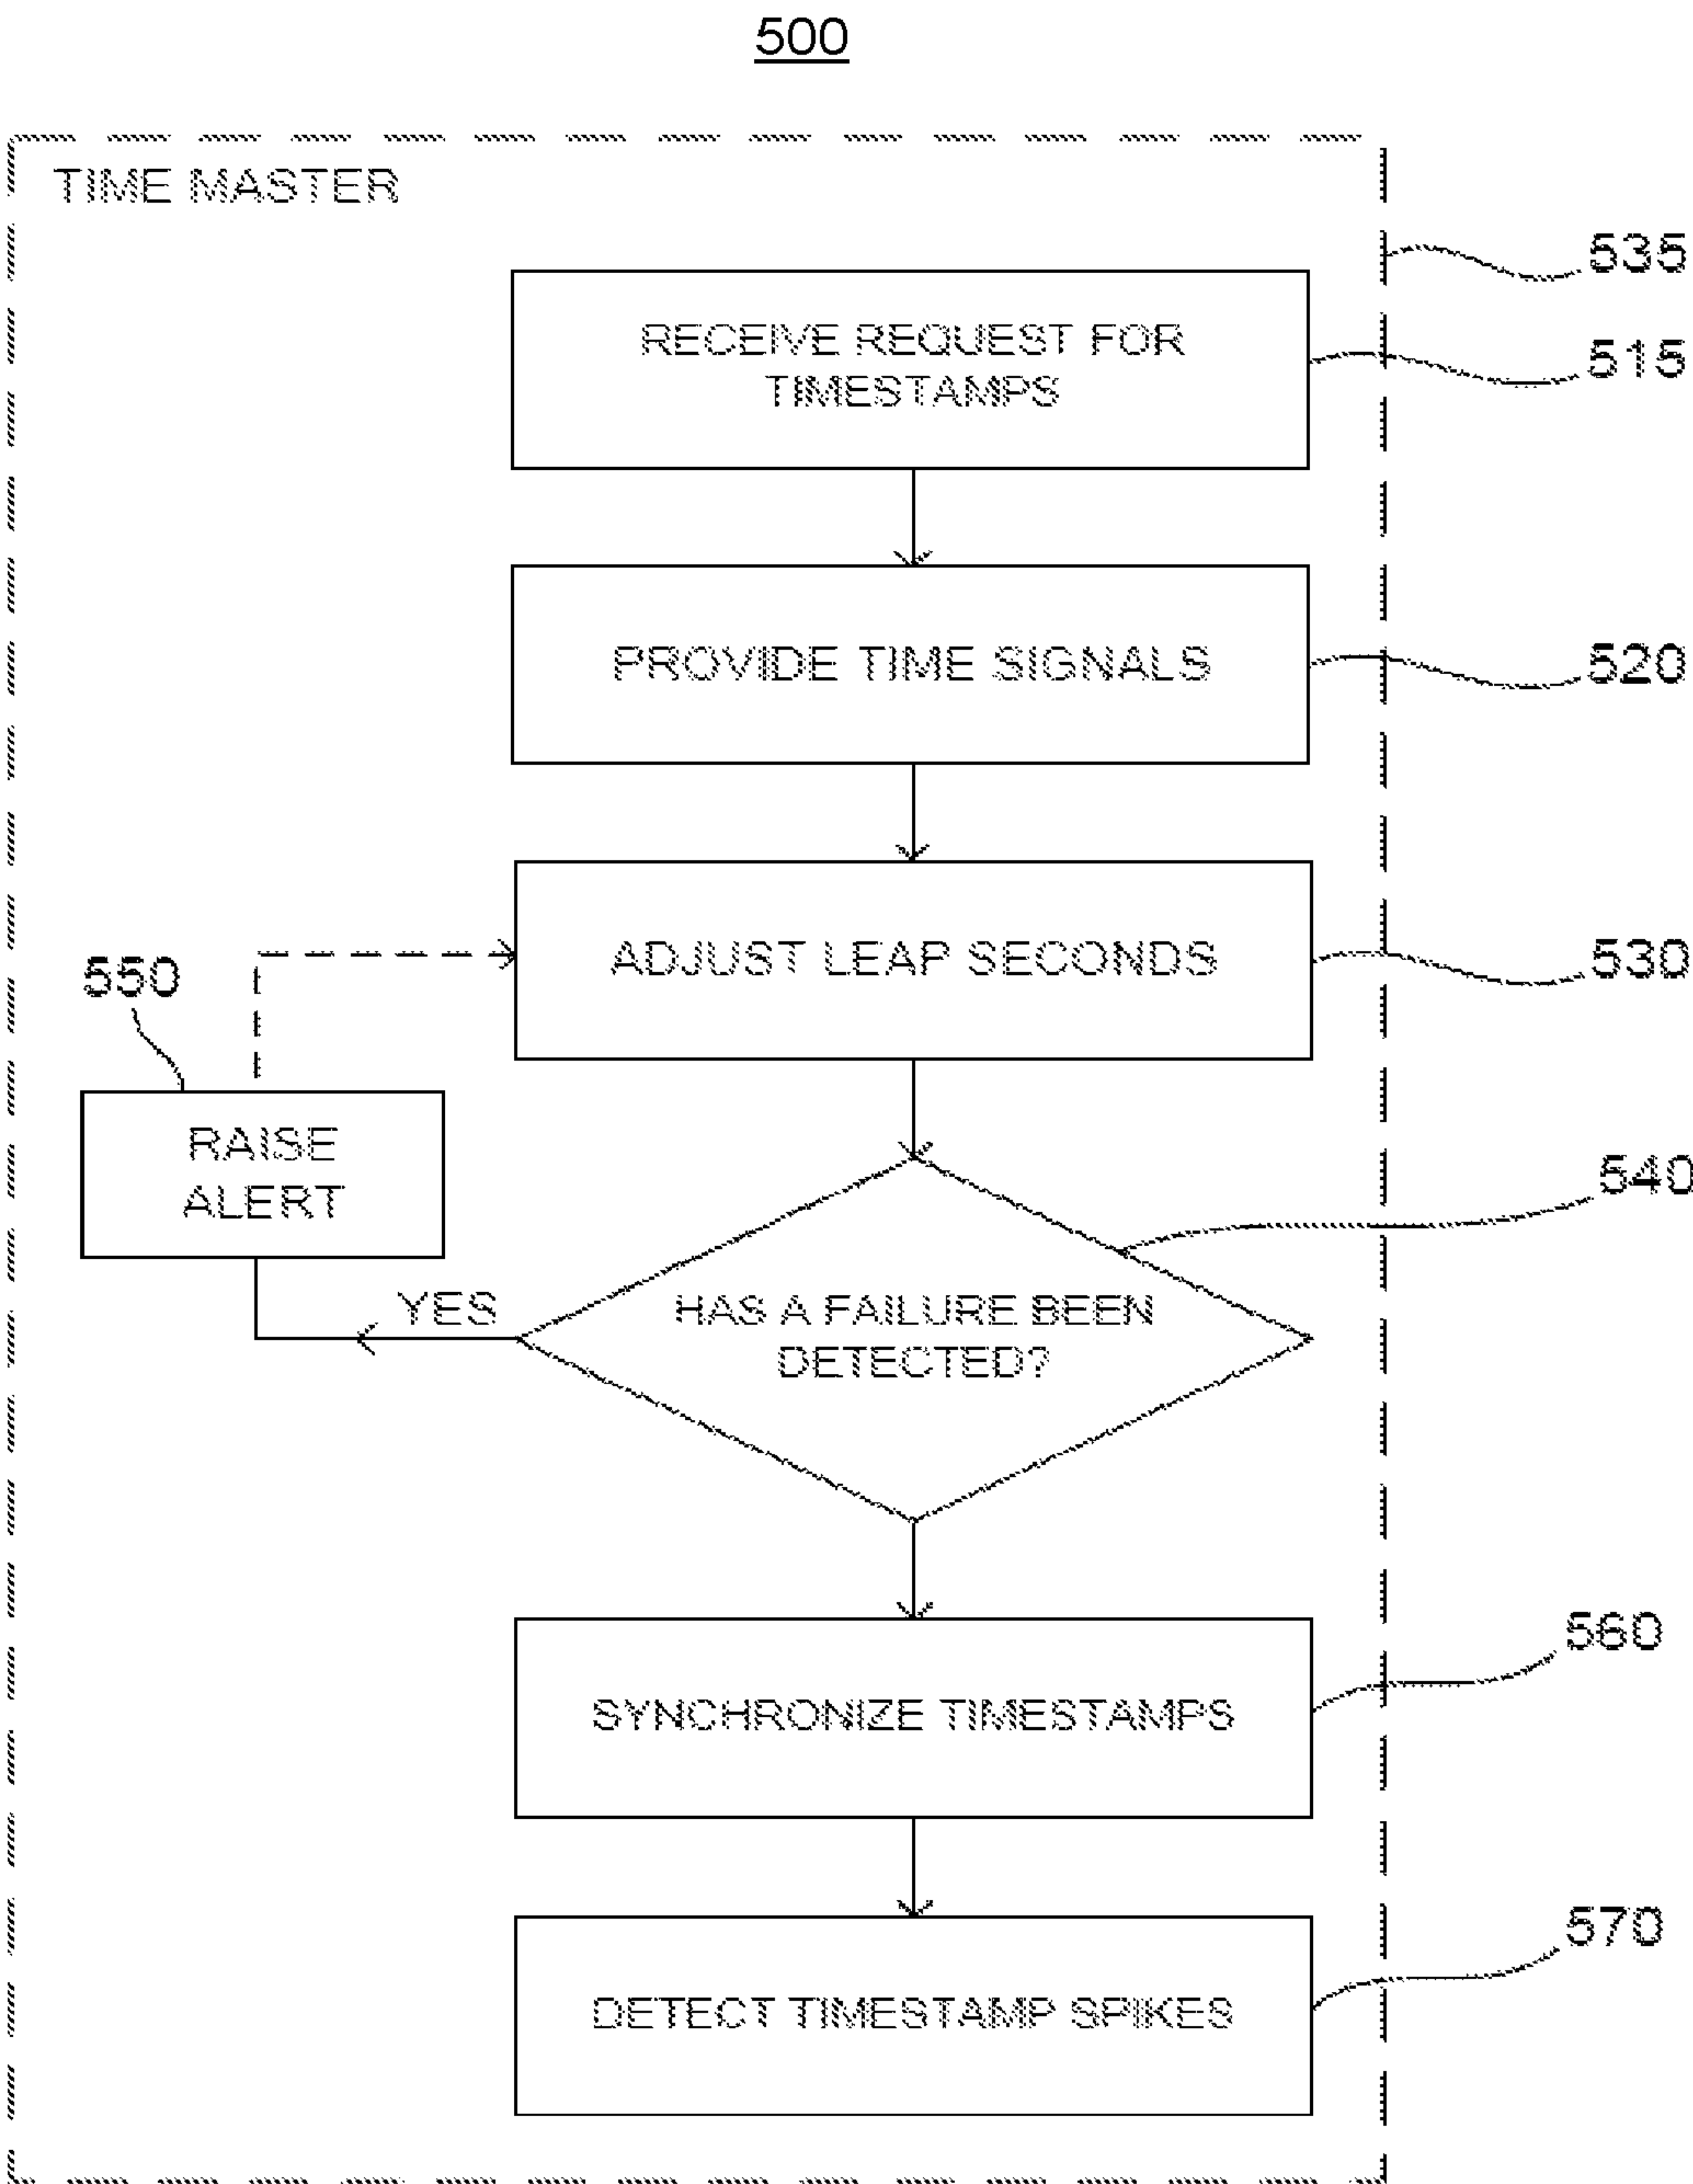 500
TIME MASTER
535
RECEIVE REQUEST FOR
TIMESTAMPS
515
PROVIDE TIME SIGNALS
520
ADJUST LEAP SECONDS
530
550
RAISE
ALERT
540
YES
HAS A FAILURE BEEN
DETECTED?
560
SYNCHRONIZE TIMESTAMPS
570
DETECT TIMESTAMP SPIKES